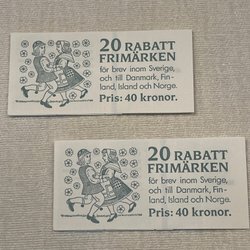 20 RABATT
FRIMÄRKEN
för brev inom Sverige,
och till Danmark, Fin-
land, Island och Norge.
Pris: 40 kronor.
20 RABATT
FRIMÄRKEN
för brev inom Sverige,
och till Danmark, Fin-
land, Island och Norge.
Pris: 40 kronor.